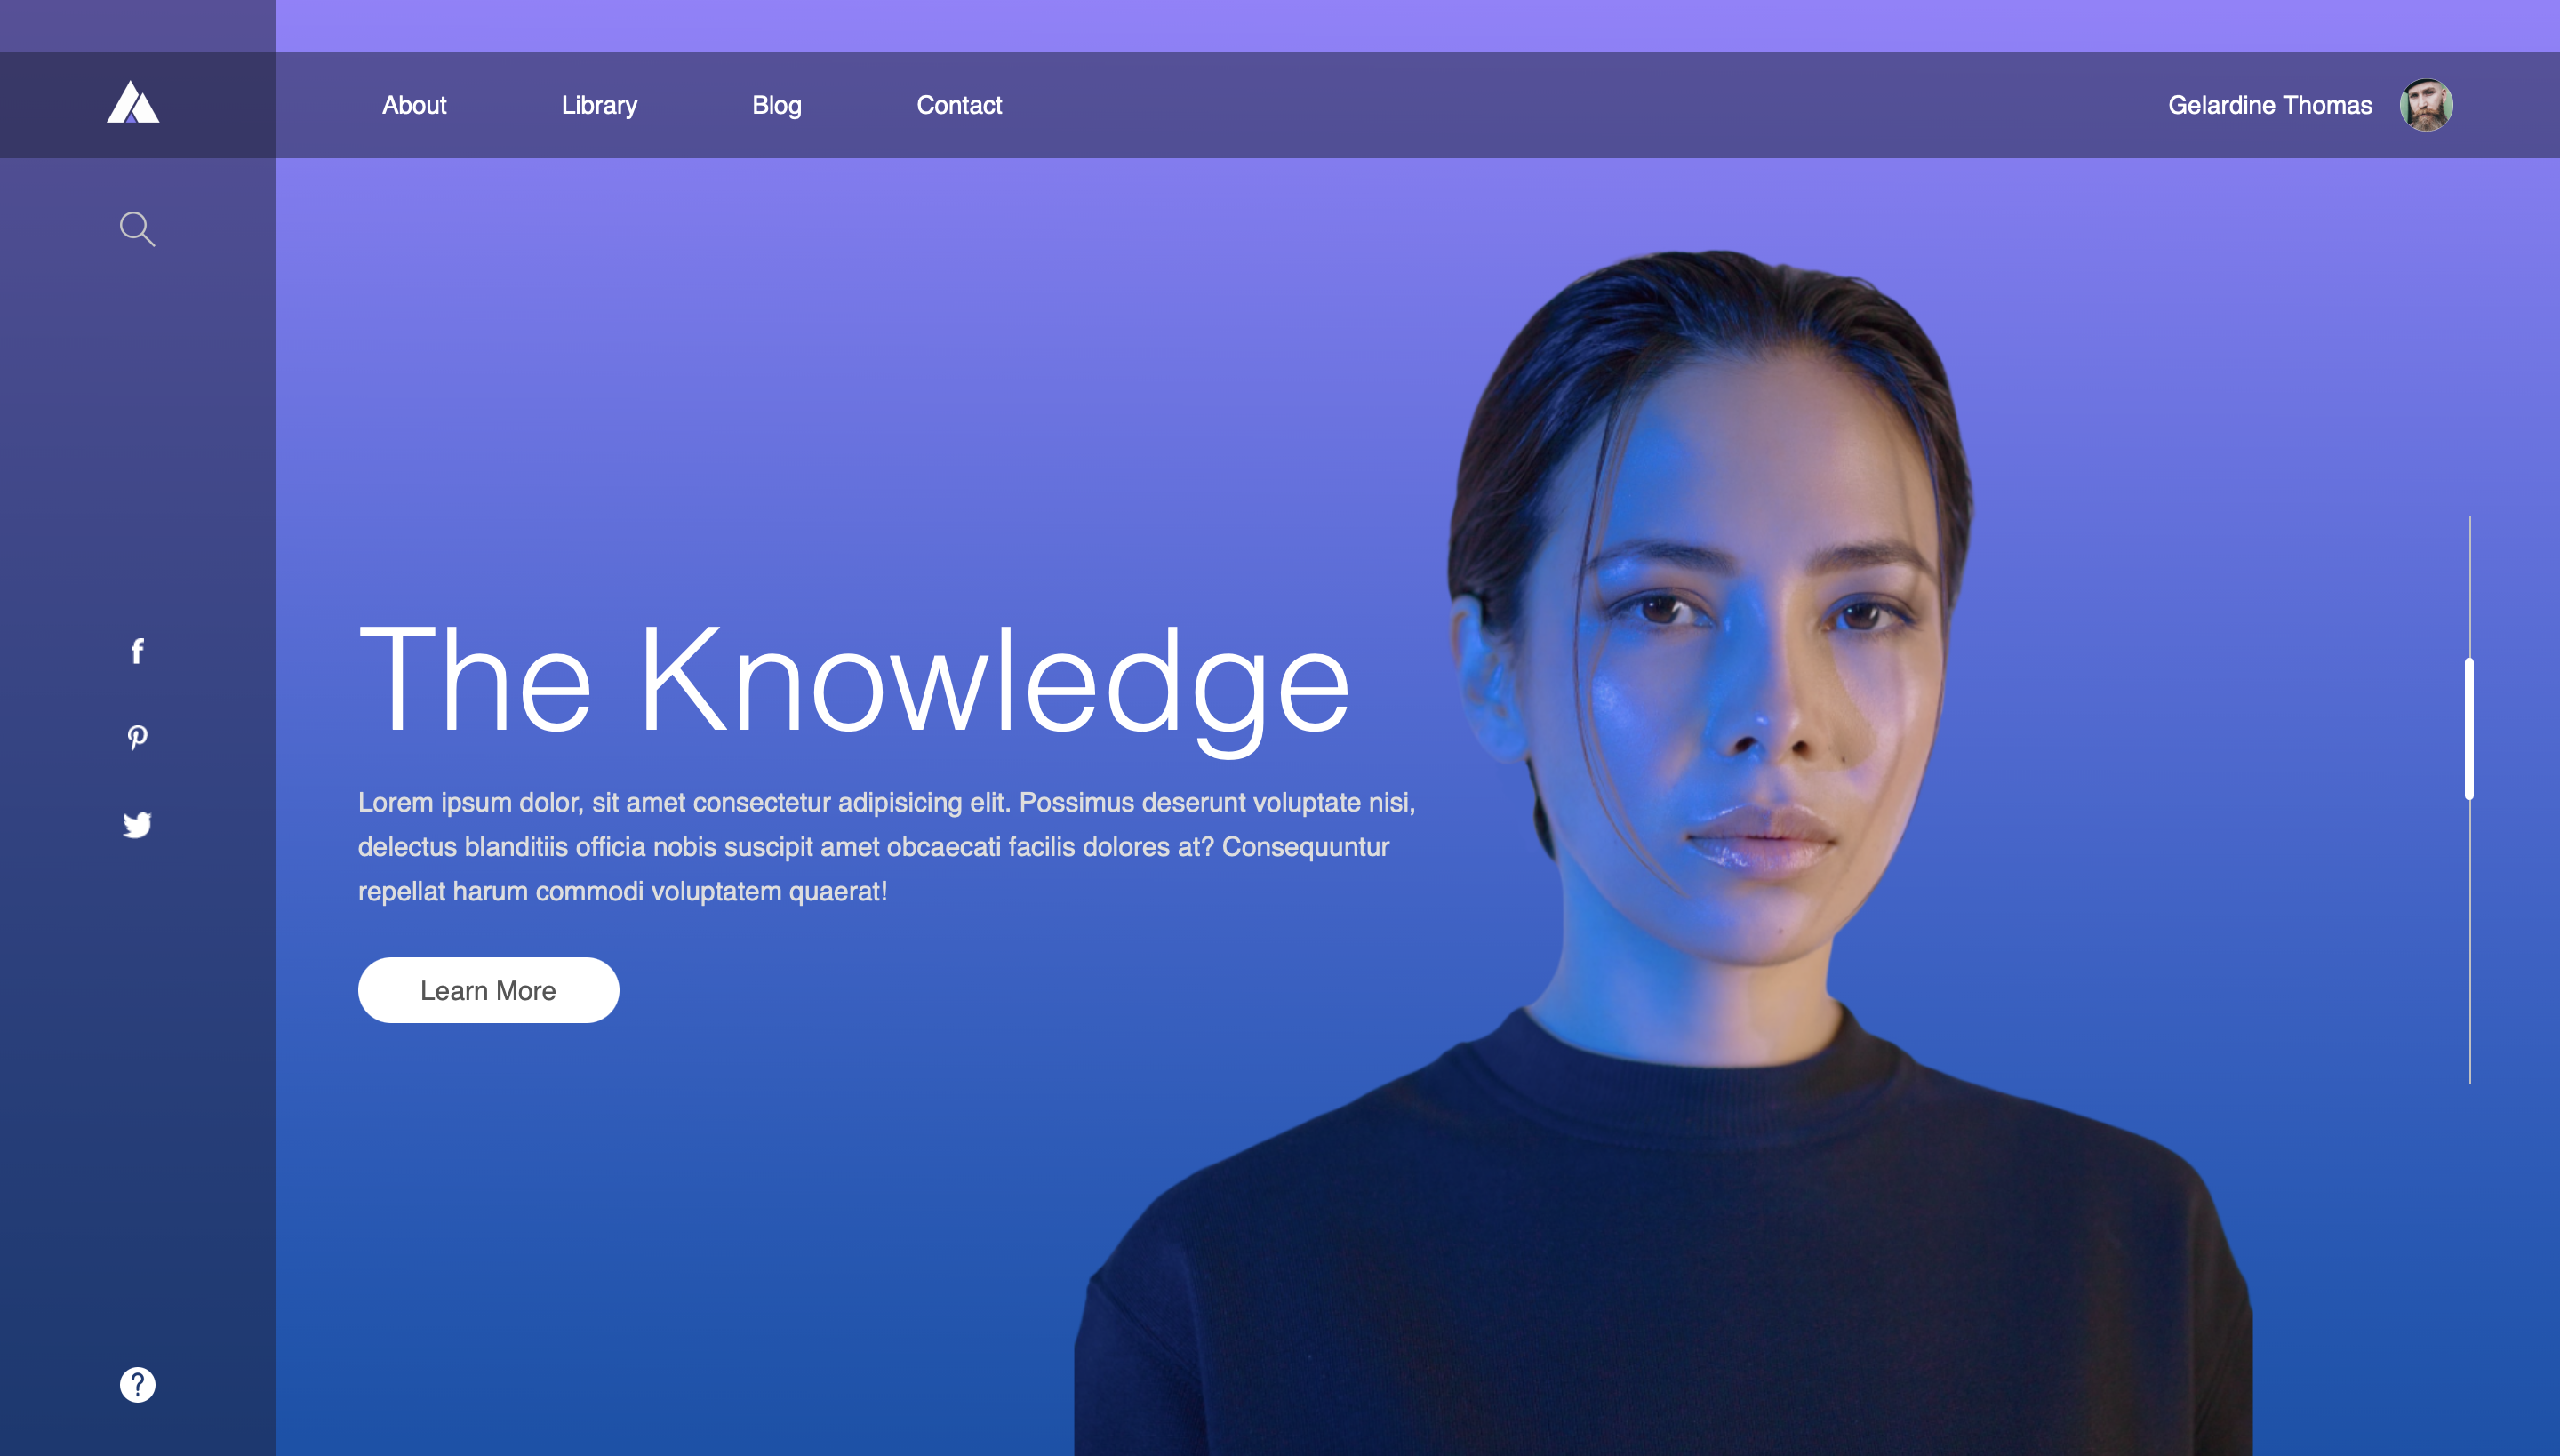 About
Library
Blog
Contact
Gelardine Thomas
The Knowledge
Lorem ipsum dolor, sit amet consectetur adipisicing elit. Possimus deserunt voluptate nisi,
delectus blanditiis officia nobis suscipit amet obcaecati facilis dolores at? Consequuntur
repellat harum commodi voluptatem quaerat!
Learn More